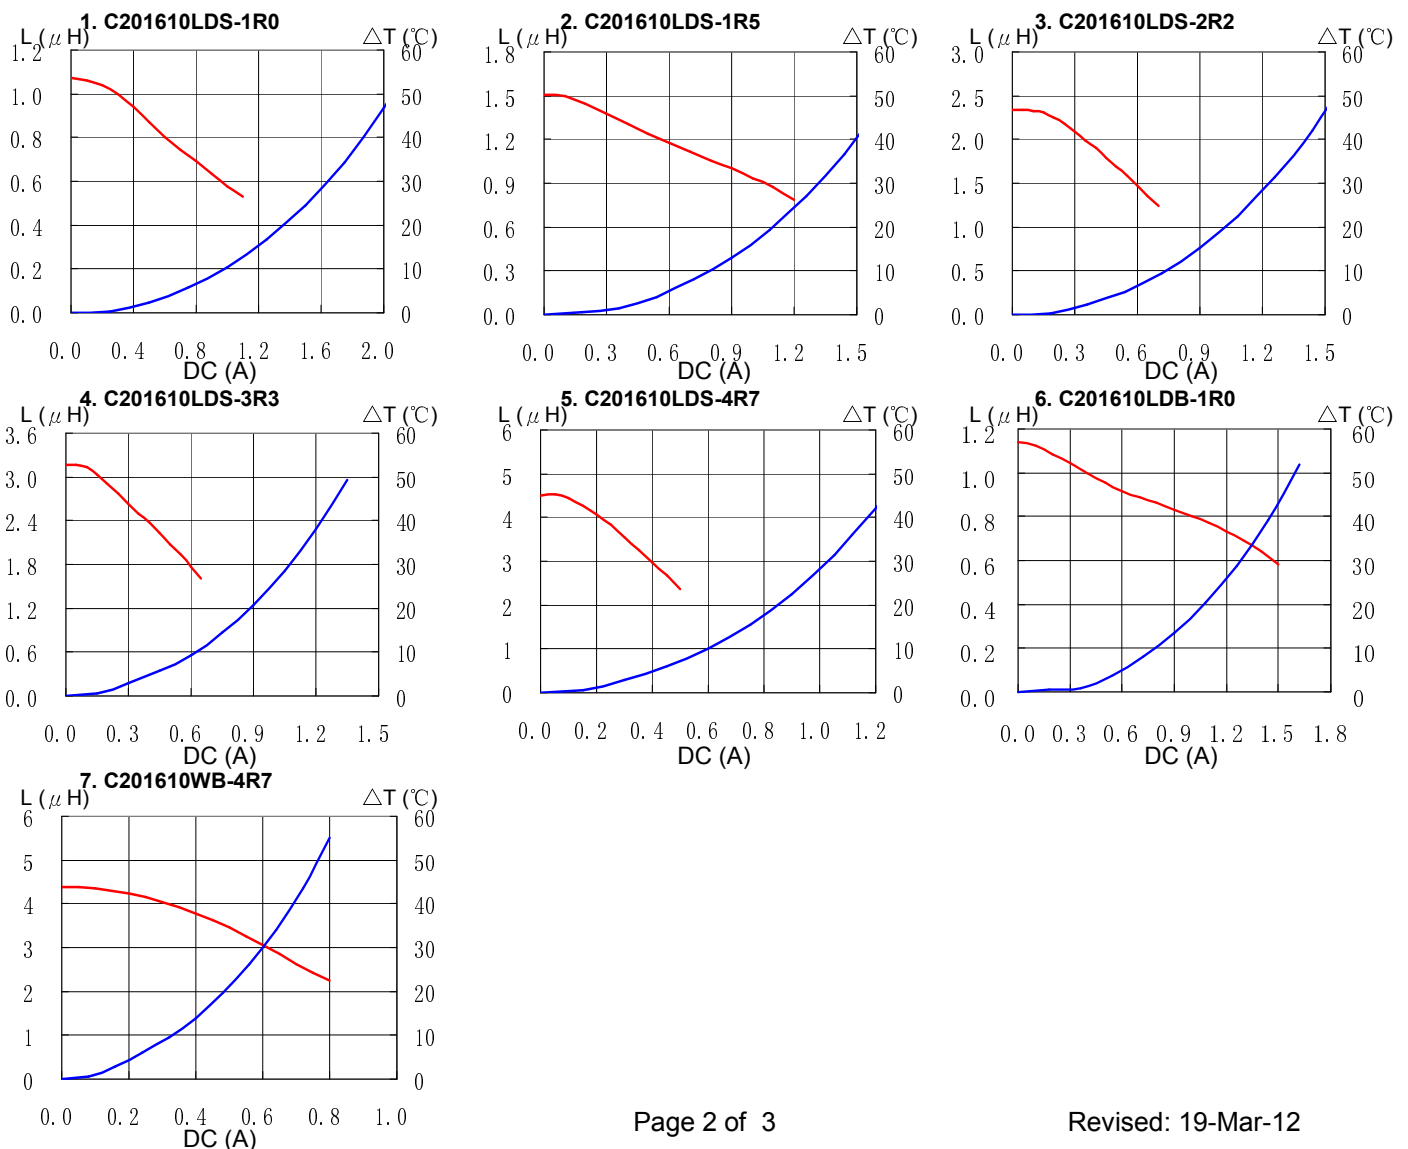 1. C201610LDS-1R0
L (μ H)
△T (℃)
1.2
1.0
0.8
0.6
0.4
0.2
0.0
60
50
40
30
20
10
0
0.0 0.4 0.8 1.2 1.6 2.0
DC (A)
2. C201610LDS-1R5
L (μ H)
△T (℃)
1.8
1.5
1.2
0.9
0.6
0.3
0.0
60
50
40
30
20
10
0
0.0 0.3 0.6 0.9 1.2 1.5
DC (A)
3. C201610LDS-2R2
L (μ H)
△T (℃)
3.0
2.5
2.0
1.5
1.0
0.5
0.0
60
50
40
30
20
10
0
0.0 0.3 0.6 0.9 1.2 1.5
DC (A)
4. C201610LDS-3R3
L (μ H)
△T (℃)
3.6
3.0
2.4
1.8
1.2
0.6
0.0
60
50
40
30
20
10
0
0.0 0.3 0.6 0.9 1.2 1.5
DC (A)
5. C201610LDS-4R7
L (μ H)
△T (℃)
6
5
4
3
2
1
0
60
50
40
30
20
10
0
0.0 0.2 0.4 0.6 0.8 1.0 1.2
DC (A)
6. C201610LDB-1R0
L (μ H)
△T (℃)
1.2
1.0
0.8
0.6
0.4
0.2
0.0
60
50
40
30
20
10
0
0.0 0.3 0.6 0.9 1.2 1.5 1.8
DC (A)
7. C201610WB-4R7
L (μ H)
△T (℃)
6
5
4
3
2
1
0
60
50
40
30
20
10
0
0.0 0.2 0.4 0.6 0.8 1.0
DC (A)
Page 2 of 3
Revised: 19-Mar-12